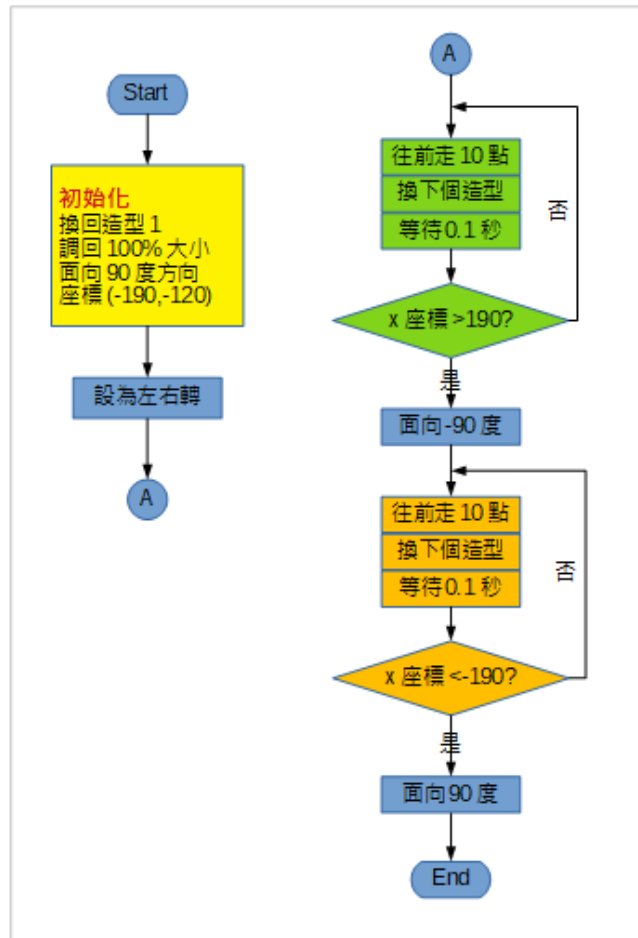 Start
初始化
換回造型 1
調回 100% 大小
面向 90 度方向
座標 (-190,-120)
設為左右轉
A
A
往前走 10 點
換下個造型
等待 0.1 秒
否
x 座標 >190?
是
面向 -90 度
往前走 10 點
換下個造型
等待 0.1 秒
否
x 座標 <-190?
是
面向 90 度
End